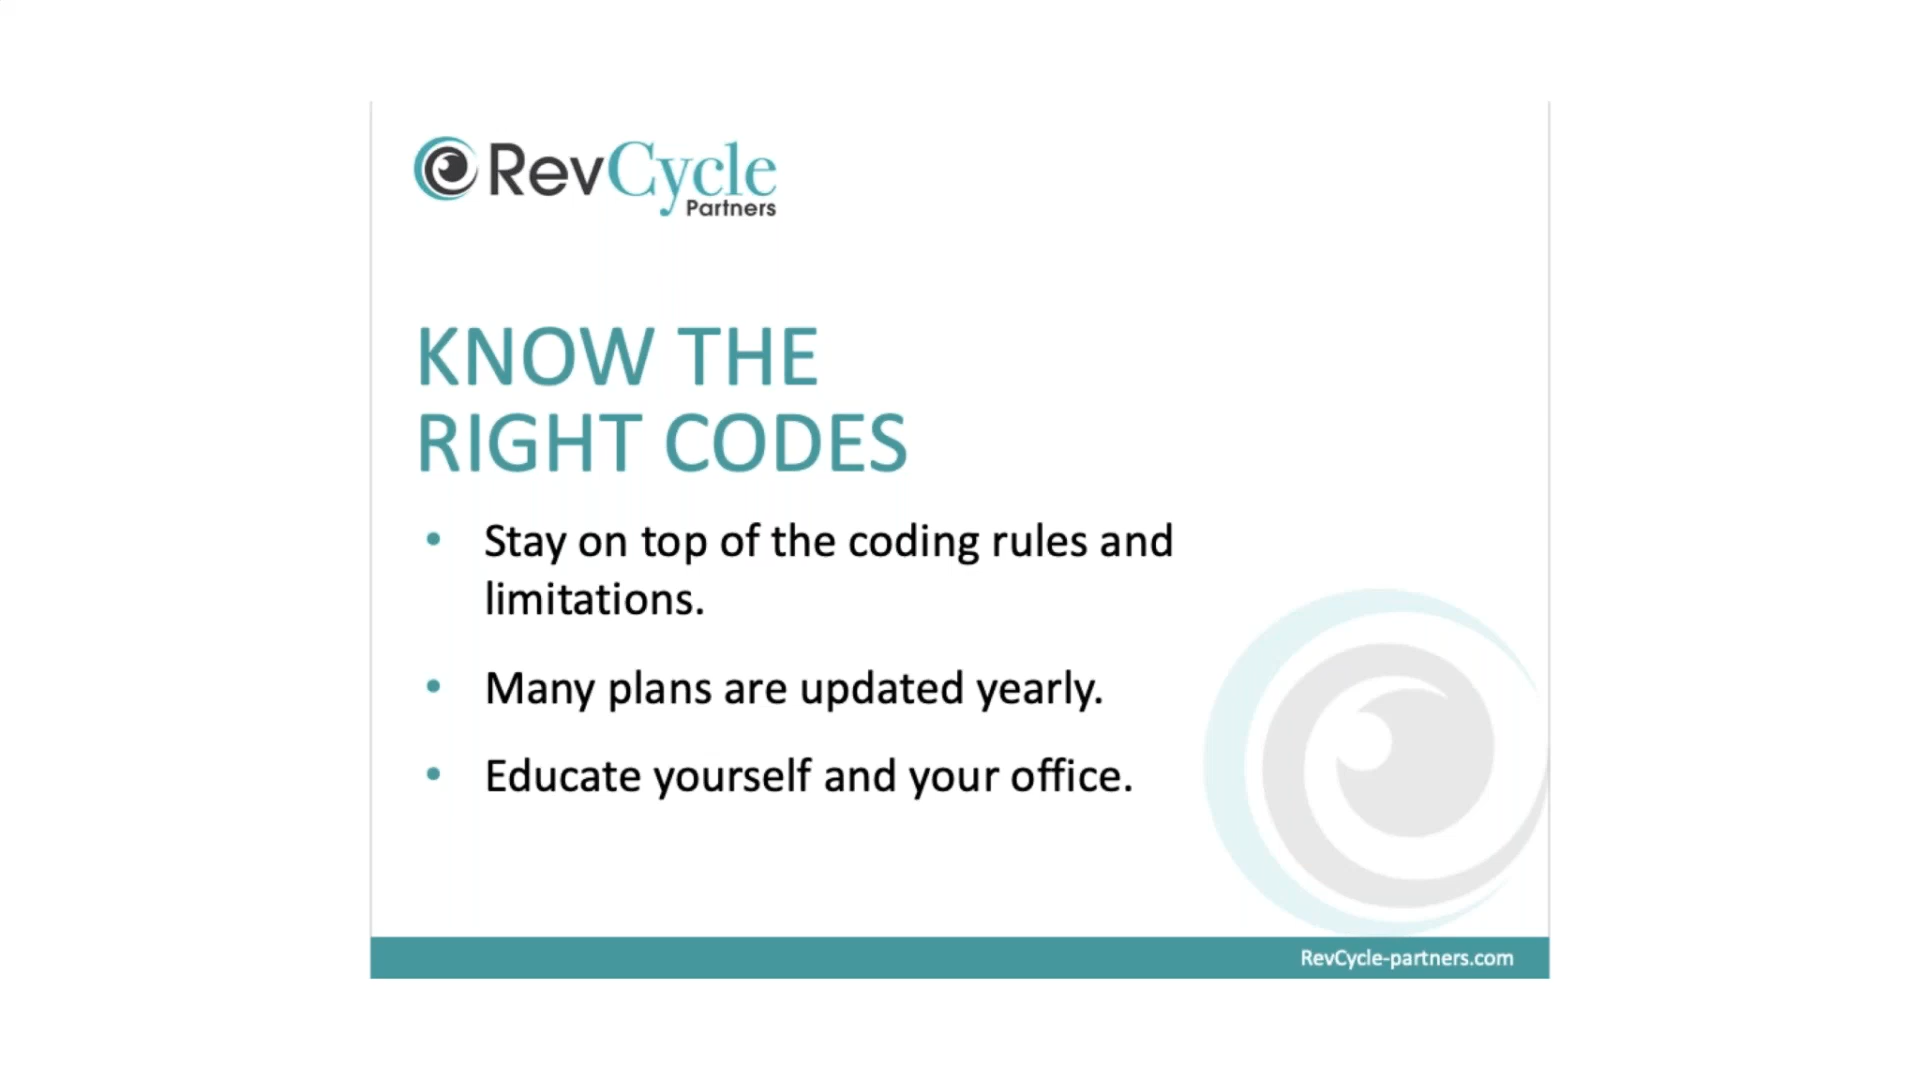 RevCycle
Partners
KNOW THE
RIGHT CODES
• Stay on top of the coding rules and
limitations.
• Many plans are updated yearly.
• Educate yourself and your office.
RevCycle-partners.com